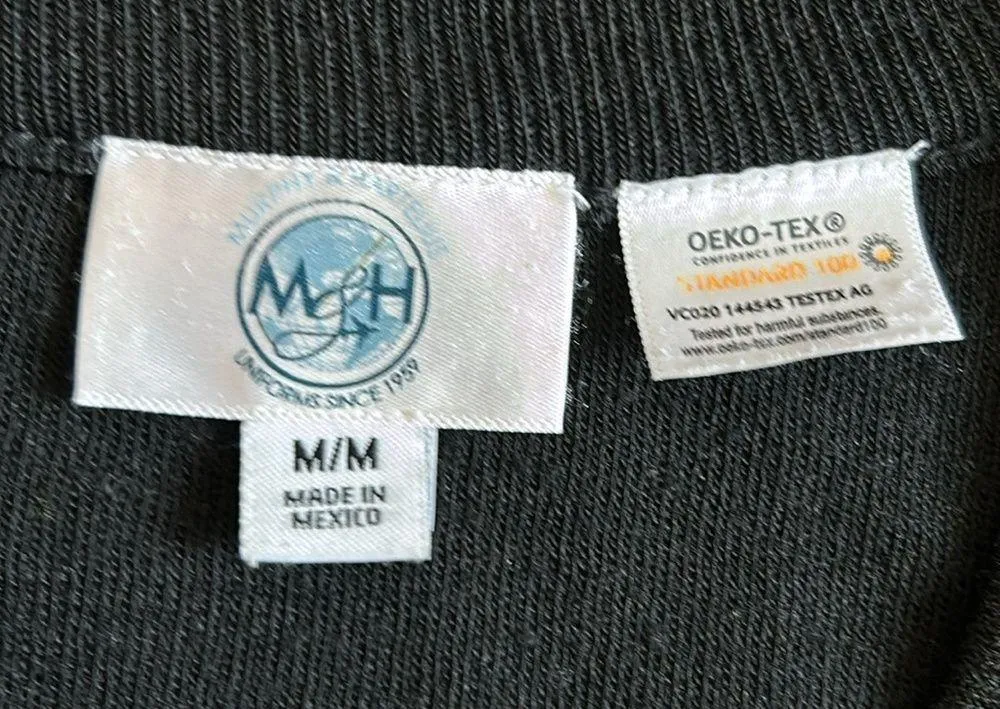 MURPHY & HARTELIUS
M&H
UNIFORMS SINCE 1959
M/M
MADE IN
MEXICO
OEKO-TEX®
CONFIDENCE IN TEXTILES
STANDARD 100
VC020 144543 TESTEX AG
Tested for harmful substances.
www.oeko-tex.com/standard100